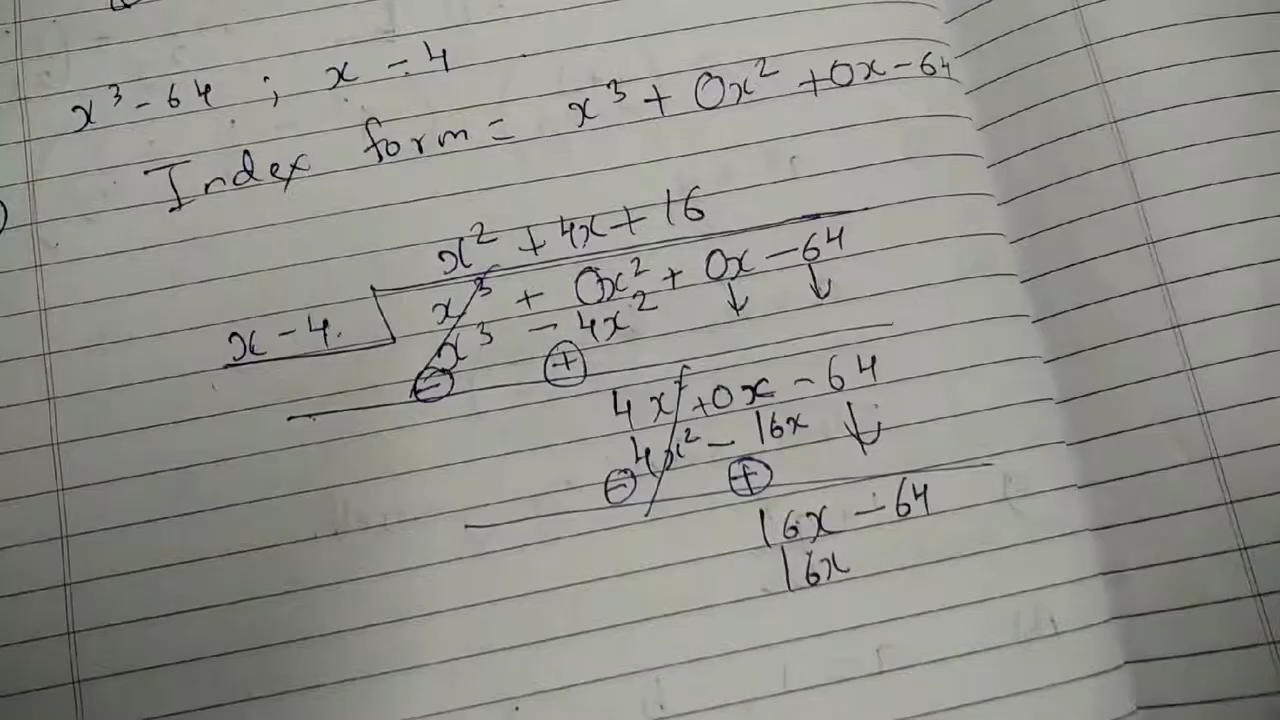 x³ - 64 ; x - 4
Index form = x³ + 0x² + 0x - 64
x² + 4x + 16
x - 4 x³ + 0x² + 0x - 64
x³ - 4x² ↓ ↓
⊖ ⊕
4x² + 0x - 64
4x² - 16x ↓
⊖ ⊕
16x - 64
16x